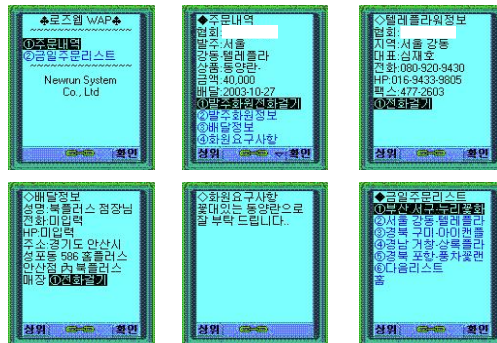 ♣로즈웹 WAP♣
~~~~~~~~~~~~~~~~
①주문내역
②금일주문리스트
~~~~~~~~~~~~~~~~
Newrun System
Co., Ltd
확인
◆주문내역
협회:
발주:서울
강동-텔레플라
상품:동양란-
금액:40,000
배달:2003-10-27
①발주화원전화걸기
②발주화원정보
③배달정보
④화원요구사항
상위 확인
◇텔레플라워정보
협회:
지역:서울 강동
대표:심재호
전화:080-920-9430
HP:016-9433-9805
팩스:477-2603
①전화걸기
상위 확인
◇배달정보
성명:북플러스 점장님
전화:미입력
HP:미입력
주소:경기도 안산시
성포동 586 홈플러스
안산점 內 북플러스
매장 ①전화걸기
상위 확인
◇화원요구사항
꽃대있는 동양란으로
잘 부탁 드립니다..
상위 확인
◆금일주문리스트
①부산 서구-누리꽃화
②서울 강동-텔레플라
③경북 구미-아이캔플
④경남 거창-상록플라
⑤경북 포항-풍차꽃랜
⑥다음리스트
홈
상위 확인